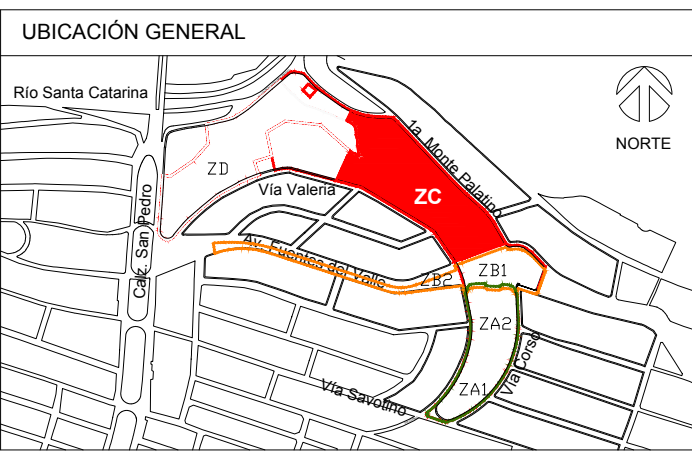 UBICACIÓN GENERAL
Río Santa Catarina
NORTE
1a. Monte Palatino
ZD
Vía Valeria
ZC
Calz. San Pedro
Av. Fuentes del Valle
ZB2
ZB1
ZA2
Vía Corso
Vía Savotino
ZA1